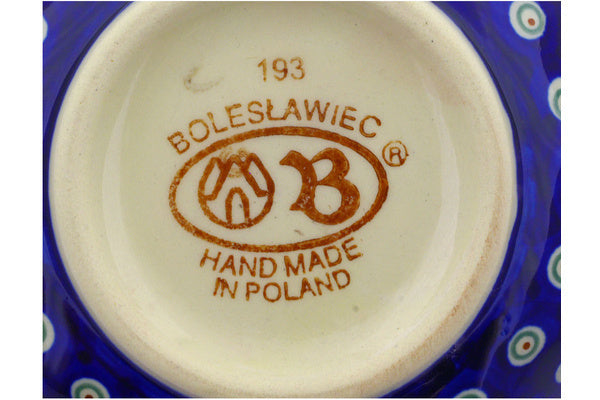 193
BOLESŁAWIEC
B ®
HAND MADE
IN POLAND